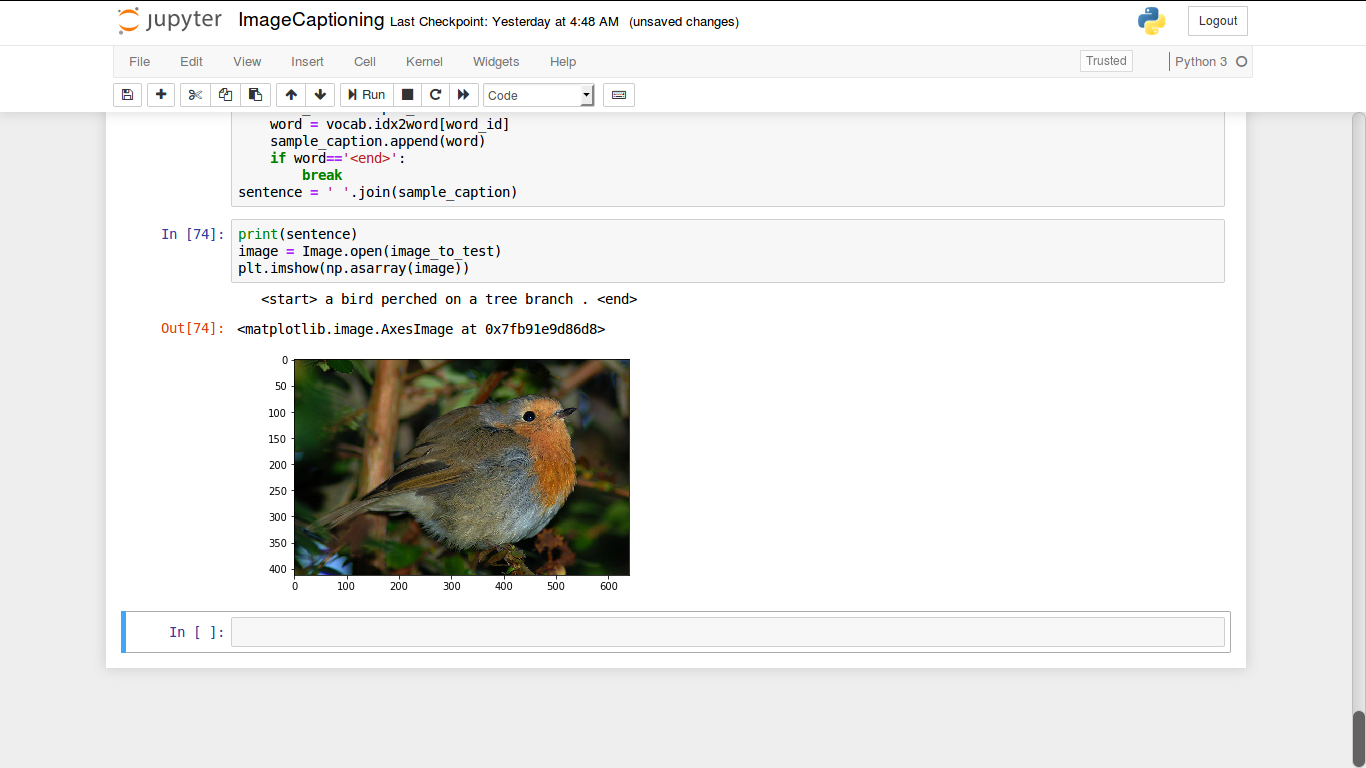 jupyter ImageCaptioning Last Checkpoint: Yesterday at 4:48 AM (unsaved changes) Logout
File Edit View Insert Cell Kernel Widgets Help Trusted Python 3
Run Code
word = vocab.idx2word[word_id]
sample_caption.append(word)
if word=='<end>':
break
sentence = ' '.join(sample_caption)
In [74]: print(sentence)
image = Image.open(image_to_test)
plt.imshow(np.asarray(image))
<start> a bird perched on a tree branch . <end>
Out[74]: <matplotlib.image.AxesImage at 0x7fb91e9d86d8>
0
50
100
150
200
250
300
350
400
0 100 200 300 400 500 600
In [ ]: